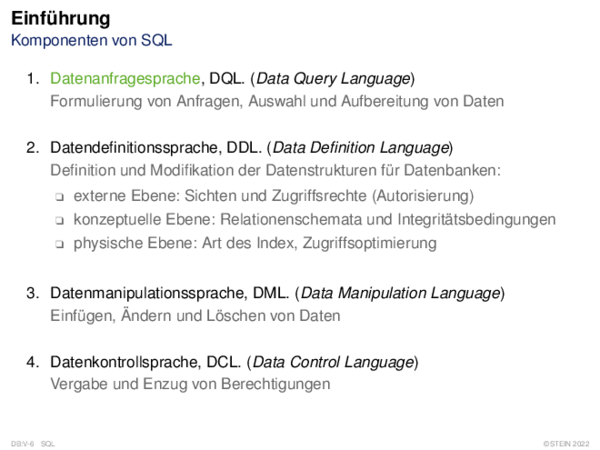 Einführung
Komponenten von SQL
1. Datenanfragesprache, DQL. (Data Query Language)
Formulierung von Anfragen, Auswahl und Aufbereitung von Daten
2. Datendefinitionssprache, DDL. (Data Definition Language)
Definition und Modifikation der Datenstrukturen für Datenbanken:
❑ externe Ebene: Sichten und Zugriffsrechte (Autorisierung)
❑ konzeptuelle Ebene: Relationenschemata und Integritätsbedingungen
❑ physische Ebene: Art des Index, Zugriffsoptimierung
3. Datenmanipulationssprache, DML. (Data Manipulation Language)
Einfügen, Ändern und Löschen von Daten
4. Datenkontrollsprache, DCL. (Data Control Language)
Vergabe und Enzug von Berechtigungen
DB:V-6 SQL ©STEIN 2022